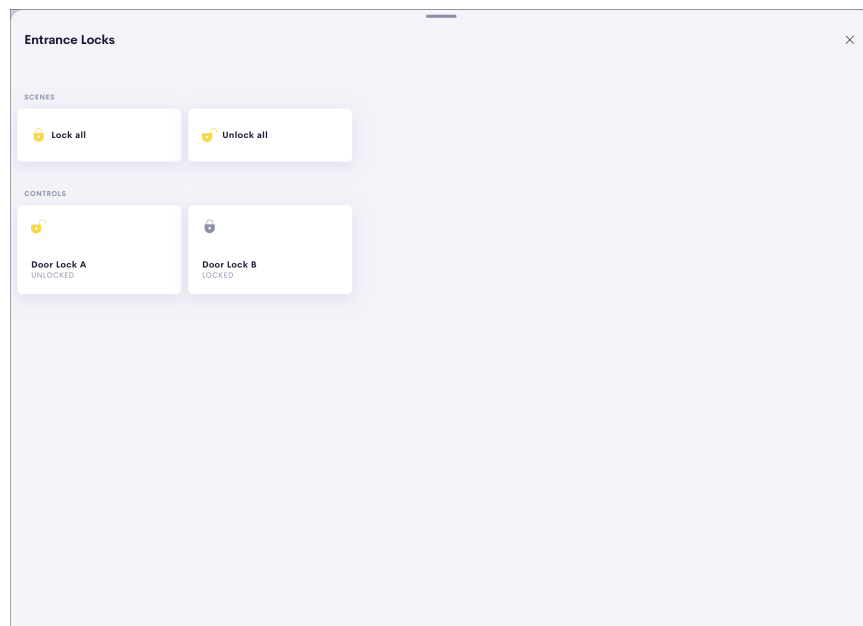 Entrance Locks
SCENES
Lock all
Unlock all
CONTROLS
Door Lock A
UNLOCKED
Door Lock B
LOCKED